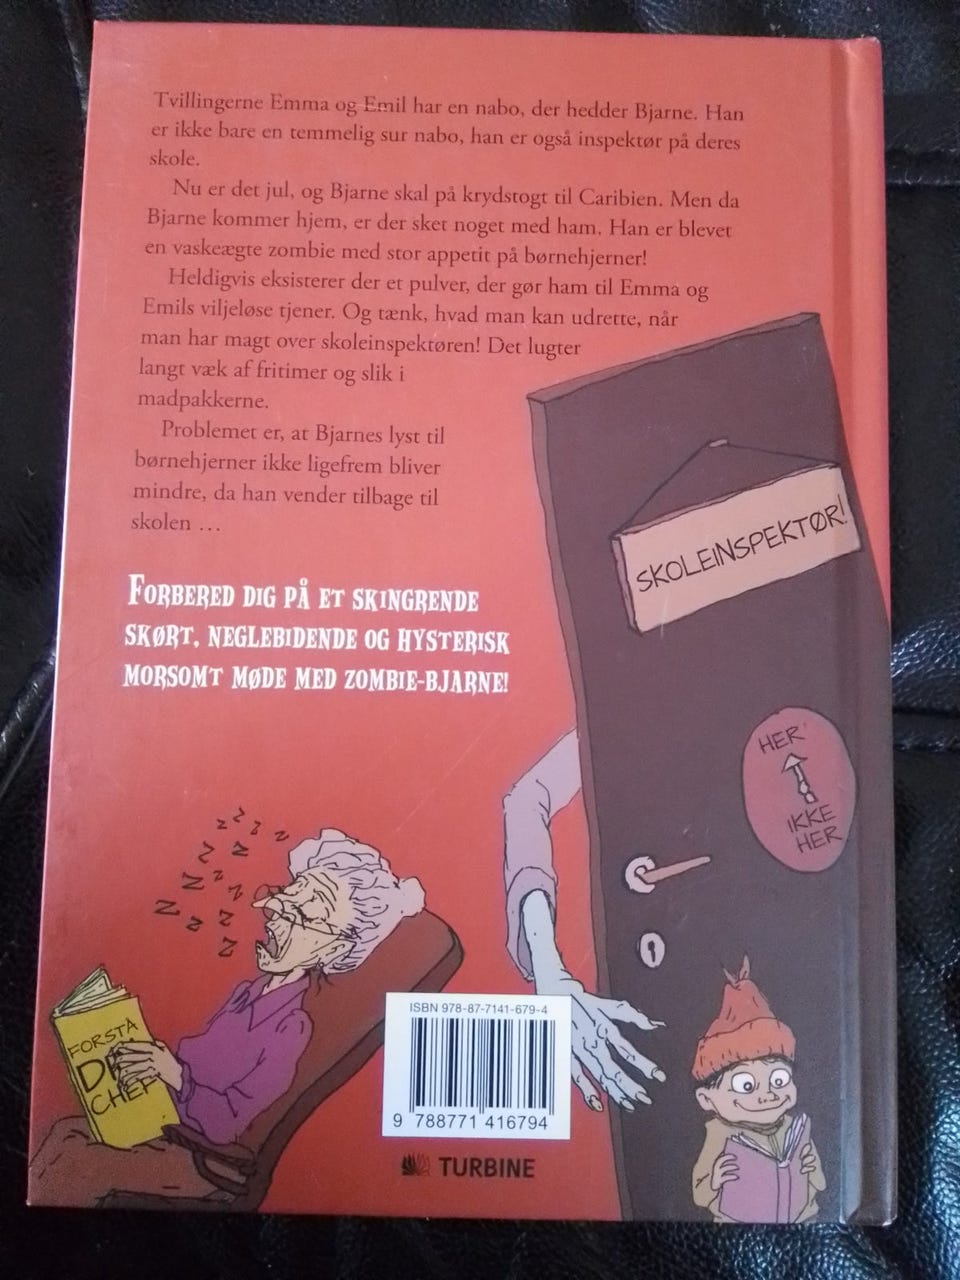 Tvillingerne Emma og Emil har en nabo, der hedder Bjarne. Han
er ikke bare en temmelig sur nabo, han er også inspektør på deres
skole.
Nu er det jul, og Bjarne skal på krydstogt til Caribien. Men da
Bjarne kommer hjem, er der sket noget med ham. Han er blevet
en vaskeægte zombie med stor appetit på børnehjerner!
Heldigvis eksisterer der et pulver, der gør ham til Emma og
Emils viljeløse tjener. Og tænk, hvad man kan udrette, når
man har magt over skoleinspektøren! Det lugter
langt væk af fritimer og slik i
madpakkerne.
Problemet er, at Bjarnes lyst til
børnehjerner ikke ligefrem bliver
mindre, da han vender tilbage til
skolen …
SKOLEINSPEKTØR!
FORBERED DIG PÅ ET SKINGRENDE
SKØRT, NEGLEBIDENDE OG HYSTERISK
MORSOMT MØDE MED ZOMBIE-BJARNE!
HER
IKKE
HER
Z Z Z Z Z Z Z Z Z Z Z Z Z
FORSTÅ
CHEF
ISBN 978-87-7141-679-4
9 788771 416794
TURBINE